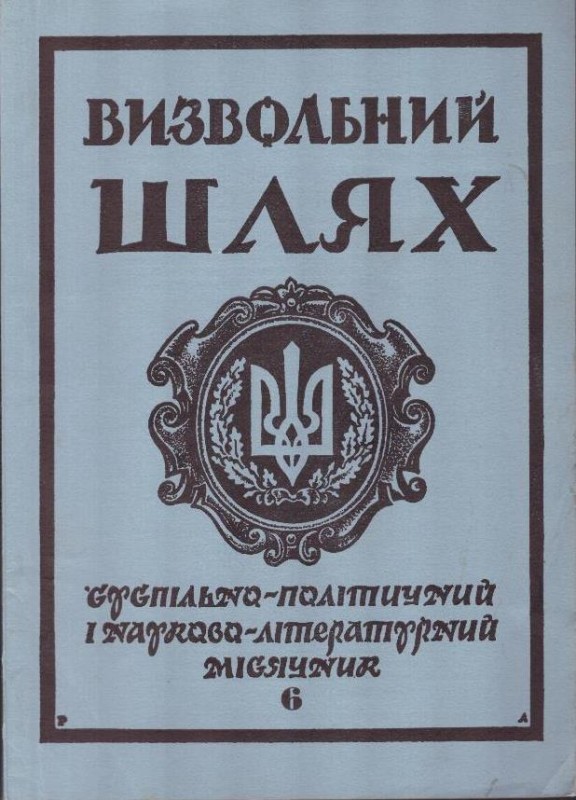 ВИЗВОЛЬНИЙ
ШЛЯХ
СУСПІЛЬНО-ПОЛІТИЧНИЙ
І НАУКОВО-ЛІТЕРАТУРНИЙ
МІСЯЧНИК
6
Р А